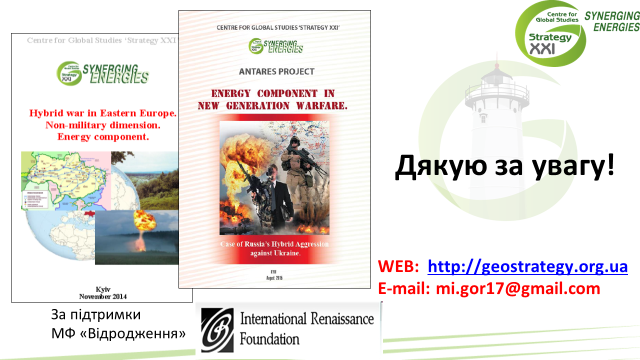 Centre for Global Studies 'Strategy XXI'
SYNERGING
ENERGIES
Hybrid war in Eastern Europe.
Non-military dimension.
Energy component.
Kyiv
November 2014
CENTRE FOR GLOBAL STUDIES 'STRATEGY XXI'
SYNERGING
ENERGIES
ANTARES PROJECT
ENERGY COMPONENT IN
NEW GENERATION WARFARE.
Case of Russia's Hybrid Aggression
against Ukraine.
Centre for
Global Studies
Strategy
XXI
SYNERGING
ENERGIES
Дякую за увагу!
WEB: http://geostrategy.org.ua
E-mail: mi.gor17@gmail.com
За підтримки
МФ «Відродження»
International Renaissance
Foundation